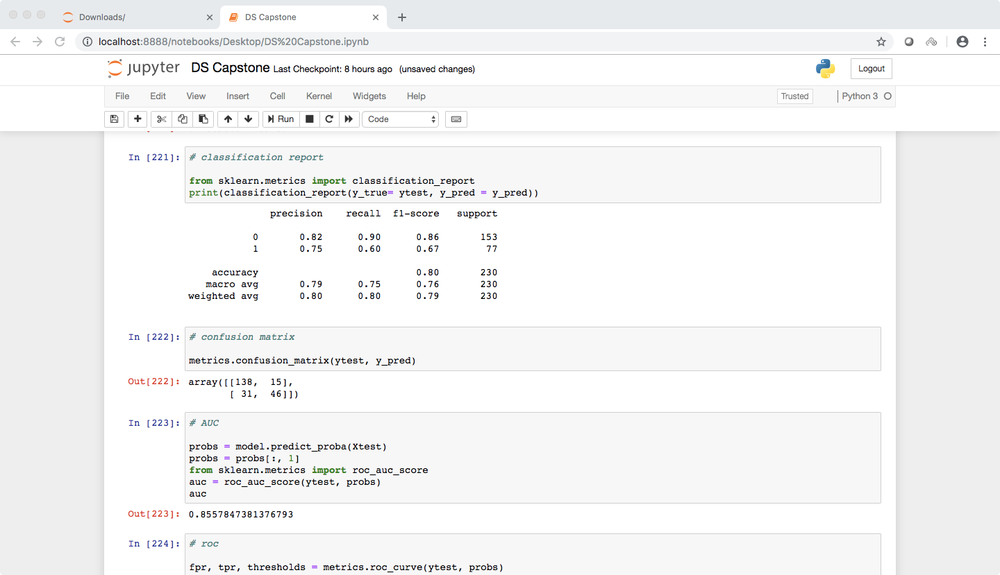 Downloads/
DS Capstone
localhost:8888/notebooks/Desktop/DS%20Capstone.ipynb
jupyter DS Capstone Last Checkpoint: 8 hours ago (unsaved changes)
Logout
File Edit View Insert Cell Kernel Widgets Help
Trusted
Python 3
Run
Code
In [221]: # classification report
from sklearn.metrics import classification_report
print(classification_report(y_true= ytest, y_pred = y_pred))
precision recall f1-score support
0 0.82 0.90 0.86 153
1 0.75 0.60 0.67 77
accuracy 0.80 230
macro avg 0.79 0.75 0.76 230
weighted avg 0.80 0.80 0.79 230
In [222]: # confusion matrix
metrics.confusion_matrix(ytest, y_pred)
Out[222]: array([[138, 15],
[ 31, 46]])
In [223]: # AUC
probs = model.predict_proba(Xtest)
probs = probs[:, 1]
from sklearn.metrics import roc_auc_score
auc = roc_auc_score(ytest, probs)
auc
Out[223]: 0.8557847381376793
In [224]: # roc
fpr, tpr, thresholds = metrics.roc_curve(ytest, probs)